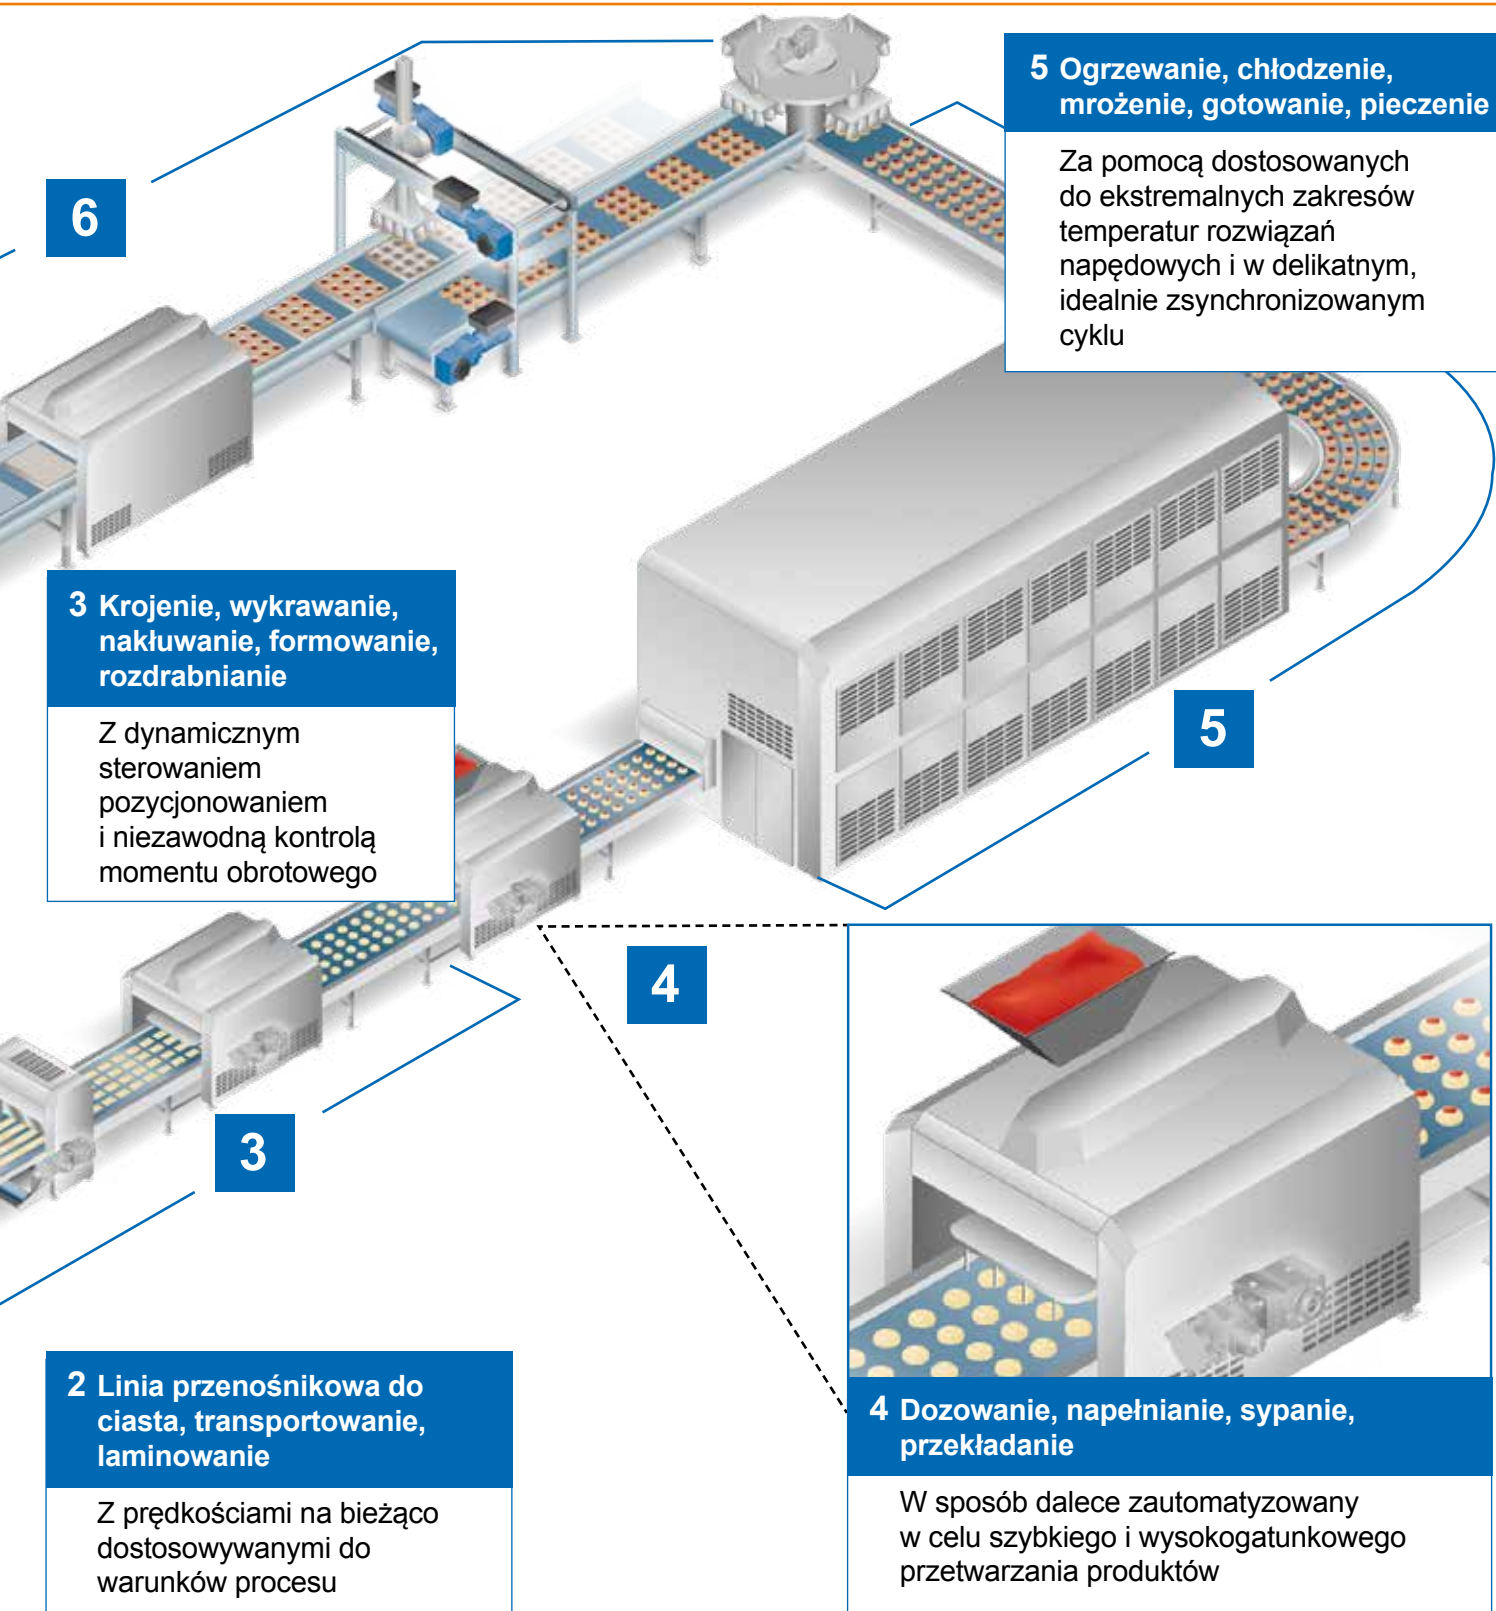 5 Ogrzewanie, chłodzenie,
mrożenie, gotowanie, pieczenie
Za pomocą dostosowanych
do ekstremalnych zakresów
temperatur rozwiązań
napędowych i w delikatnym,
idealnie zsynchronizowanym
cyklu
6
3 Krojenie, wykrawanie,
nakłuwanie, formowanie,
rozdrabnianie
Z dynamicznym
sterowaniem
pozycjonowaniem
i niezawodną kontrolą
momentu obrotowego
5
4
3
2 Linia przenośnikowa do
ciasta, transportowanie,
laminowanie
Z prędkościami na bieżąco
dostosowywanymi do
warunków procesu
4 Dozowanie, napełnianie, sypanie,
przekładanie
W sposób dalece zautomatyzowany
w celu szybkiego i wysokogatunkowego
przetwarzania produktów